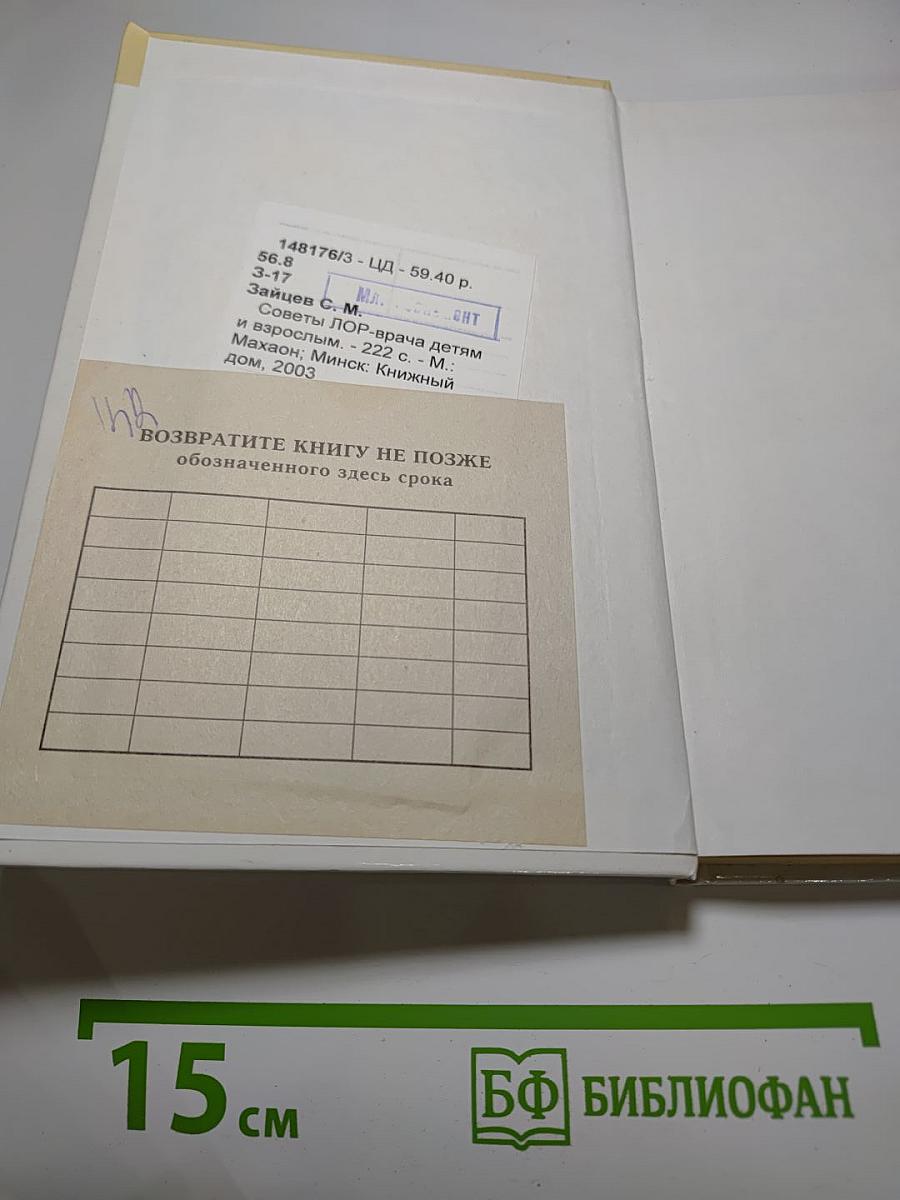 148176/3 - ЦД - 59.40 р.
56.8
З-17
Зайцев С. М.
Советы ЛОР-врача детям
и взрослым. - 222 с. - М.:
Махаон; Минск: Книжный
дом, 2003
ВОЗВРАТИТЕ КНИГУ НЕ ПОЗЖЕ
обозначенного здесь срока
15 см
БФ БИБЛИОФАН